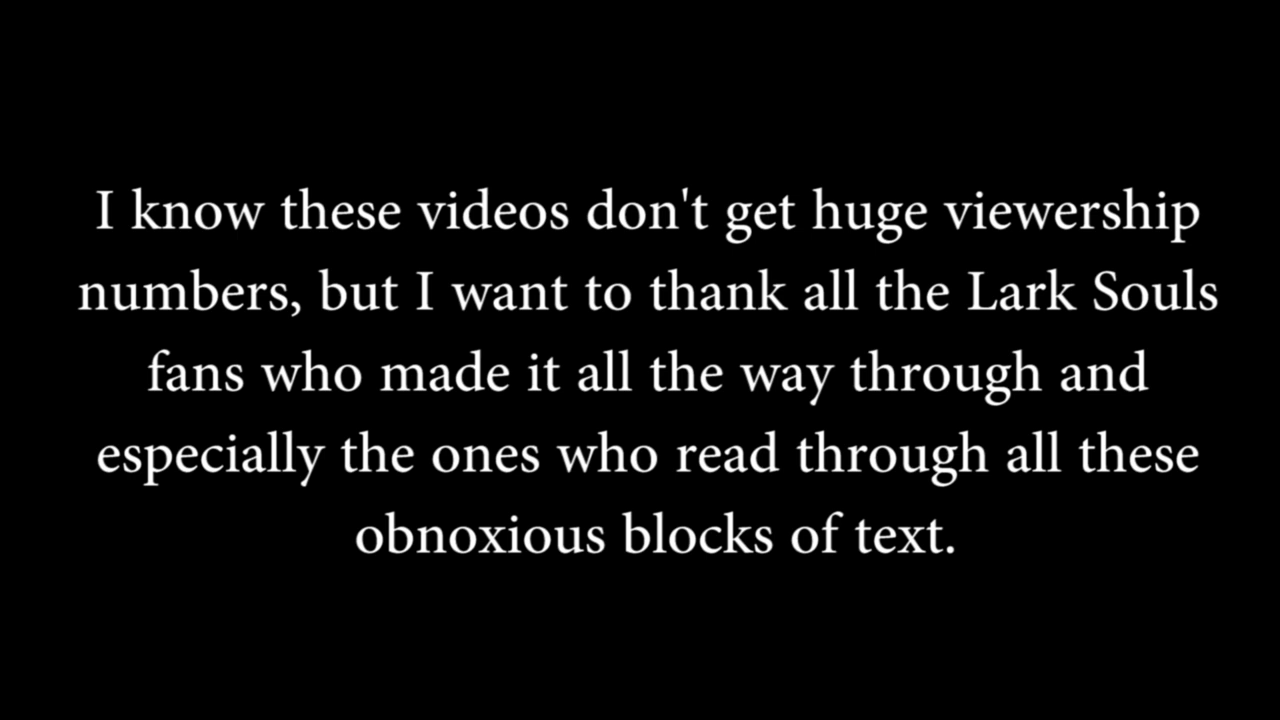 I know these videos don't get huge viewership
numbers, but I want to thank all the Lark Souls
fans who made it all the way through and
especially the ones who read through all these
obnoxious blocks of text.